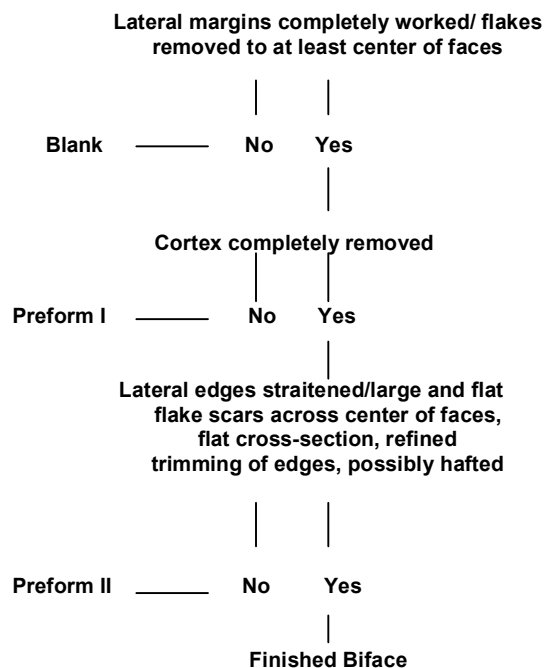 Lateral margins completely worked/ flakes
removed to at least center of faces
Blank No Yes
Cortex completely removed
Preform I No Yes
Lateral edges straitened/large and flat
flake scars across center of faces,
flat cross-section, refined
trimming of edges, possibly hafted
Preform II No Yes
Finished Biface